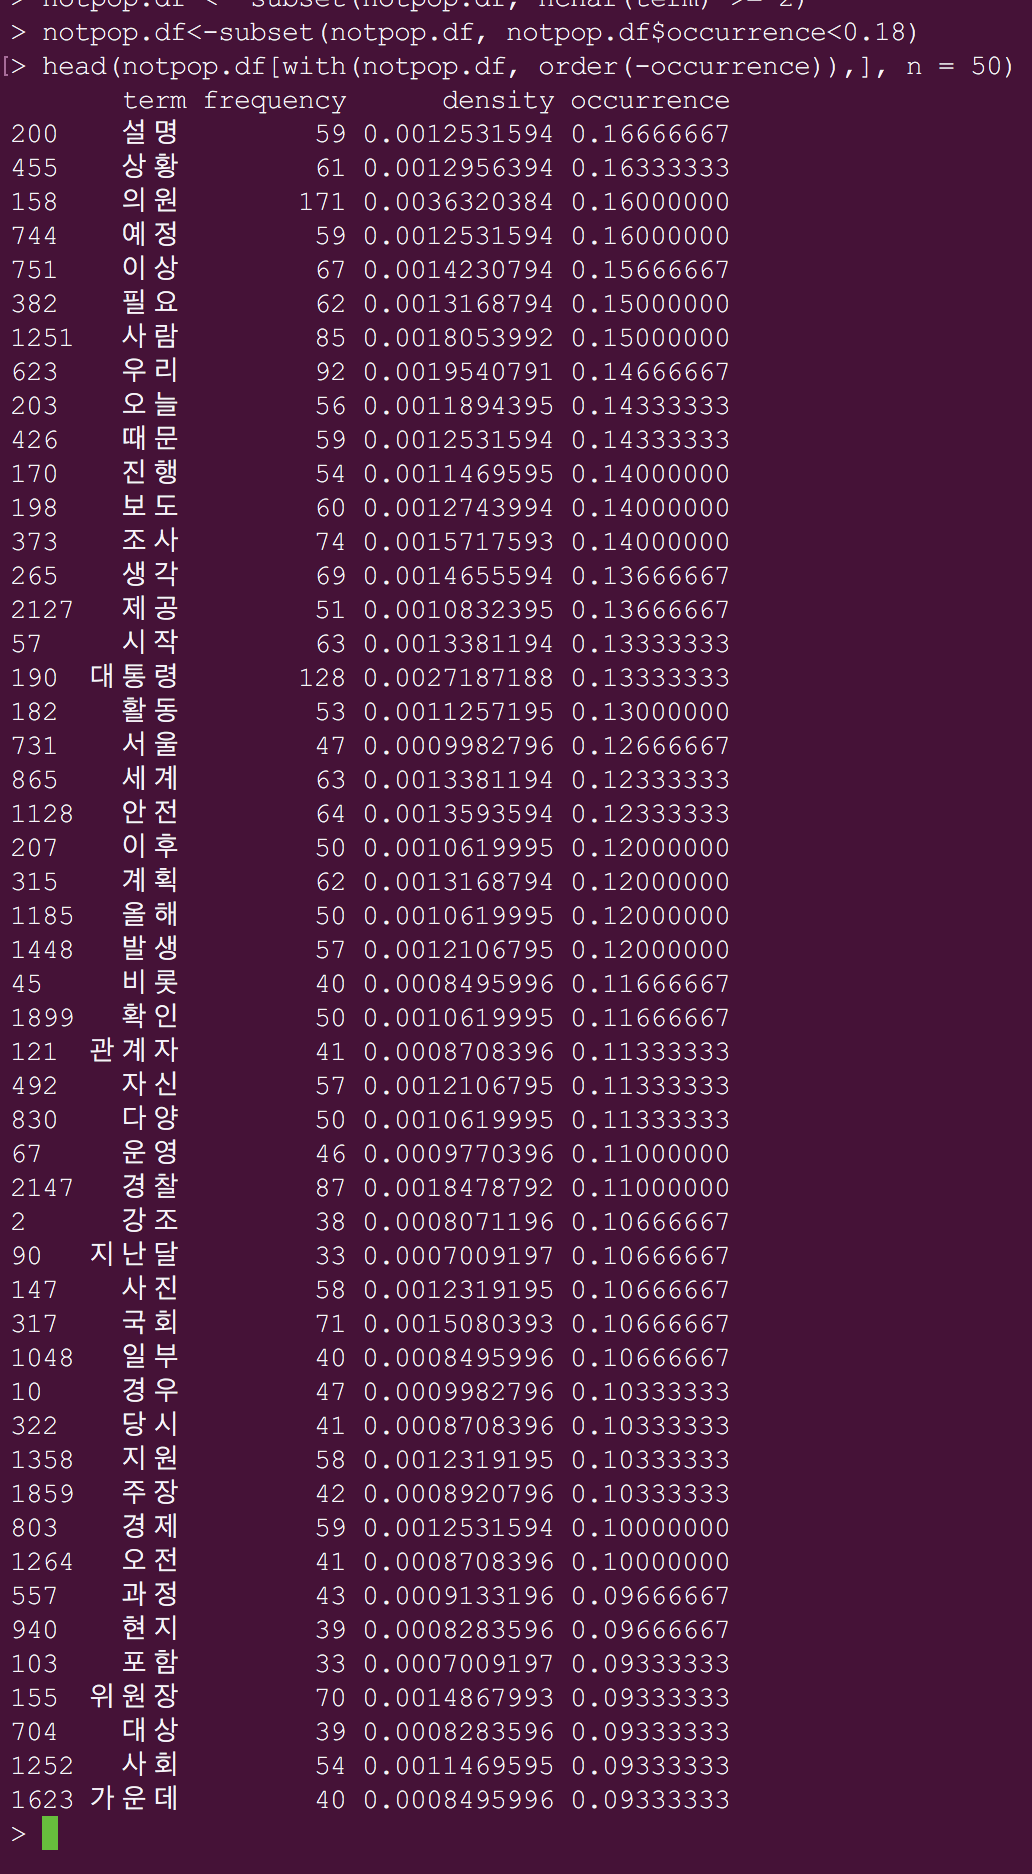 > notpop.df <- subset(notpop.df, nchar(term) >= 2)
> notpop.df<-subset(notpop.df, notpop.df$occurrence<0.18)
[> head(notpop.df[with(notpop.df, order(-occurrence)),], n = 50)
term frequency density occurrence
200 설명 59 0.0012531594 0.16666667
455 상황 61 0.0012956394 0.16333333
158 의원 171 0.0036320384 0.16000000
744 예정 59 0.0012531594 0.16000000
751 이상 67 0.0014230794 0.15666667
382 필요 62 0.0013168794 0.15000000
1251 사람 85 0.0018053992 0.15000000
623 우리 92 0.0019540791 0.14666667
203 오늘 56 0.0011894395 0.14333333
426 때문 59 0.0012531594 0.14333333
170 진행 54 0.0011469595 0.14000000
198 보도 60 0.0012743994 0.14000000
373 조사 74 0.0015717593 0.14000000
265 생각 69 0.0014655594 0.13666667
2127 제공 51 0.0010832395 0.13666667
57 시작 63 0.0013381194 0.13333333
190 대통령 128 0.0027187188 0.13333333
182 활동 53 0.0011257195 0.13000000
731 서울 47 0.0009982796 0.12666667
865 세계 63 0.0013381194 0.12333333
1128 안전 64 0.0013593594 0.12333333
207 이후 50 0.0010619995 0.12000000
315 계획 62 0.0013168794 0.12000000
1185 올해 50 0.0010619995 0.12000000
1448 발생 57 0.0012106795 0.12000000
45 비롯 40 0.0008495996 0.11666667
1899 확인 50 0.0010619995 0.11666667
121 관계자 41 0.0008708396 0.11333333
492 자신 57 0.0012106795 0.11333333
830 다양 50 0.0010619995 0.11333333
67 운영 46 0.0009770396 0.11000000
2147 경찰 87 0.0018478792 0.11000000
2 강조 38 0.0008071196 0.10666667
90 지난달 33 0.0007009197 0.10666667
147 사진 58 0.0012319195 0.10666667
317 국회 71 0.0015080393 0.10666667
1048 일부 40 0.0008495996 0.10666667
10 경우 47 0.0009982796 0.10333333
322 당시 41 0.0008708396 0.10333333
1358 지원 58 0.0012319195 0.10333333
1859 주장 42 0.0008920796 0.10333333
803 경제 59 0.0012531594 0.10000000
1264 오전 41 0.0008708396 0.10000000
557 과정 43 0.0009133196 0.09666667
940 현지 39 0.0008283596 0.09666667
103 포함 33 0.0007009197 0.09333333
155 위원장 70 0.0014867993 0.09333333
704 대상 39 0.0008283596 0.09333333
1252 사회 54 0.0011469595 0.09333333
1623 가운데 40 0.0008495996 0.09333333
>